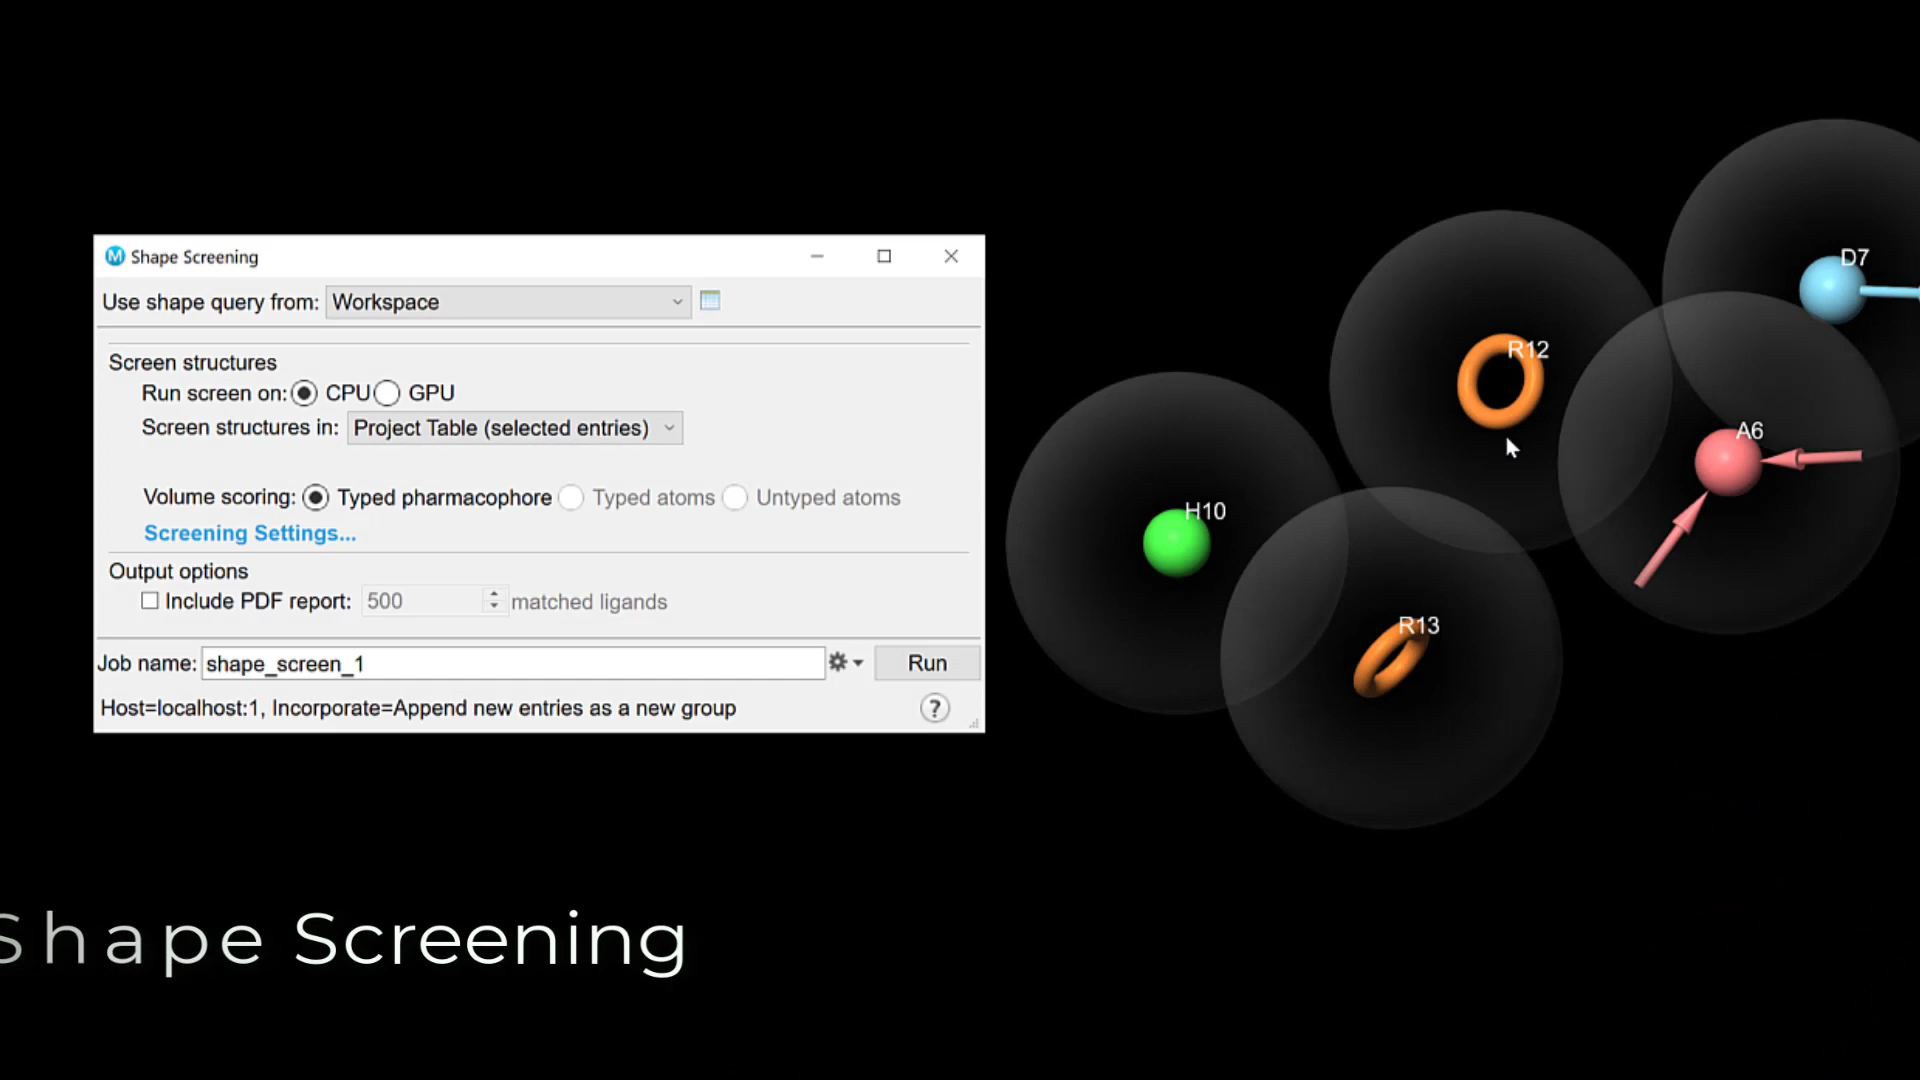 M Shape Screening
Use shape query from: Workspace
Screen structures
Run screen on: CPU GPU
Screen structures in: Project Table (selected entries)
Volume scoring: Typed pharmacophore Typed atoms Untyped atoms
Screening Settings...
Output options
Include PDF report: 500 matched ligands
Job name: shape_screen_1 Run
Host=localhost:1, Incorporate=Append new entries as a new group ?
D7
R12
A6
H10
R13
Shape Screening